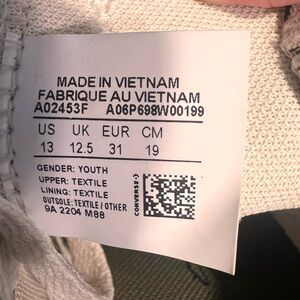 MADE IN VIETNAM
FABRIQUE AU VIETNAM
A02453F A06P698W00199
US UK EUR CM
13 12.5 31 19
GENDER: YOUTH
UPPER: TEXTILE
LINING: TEXTILE
OUTSOLE: TEXTILE / OTHER
9A 2204 M88
CONVERSE